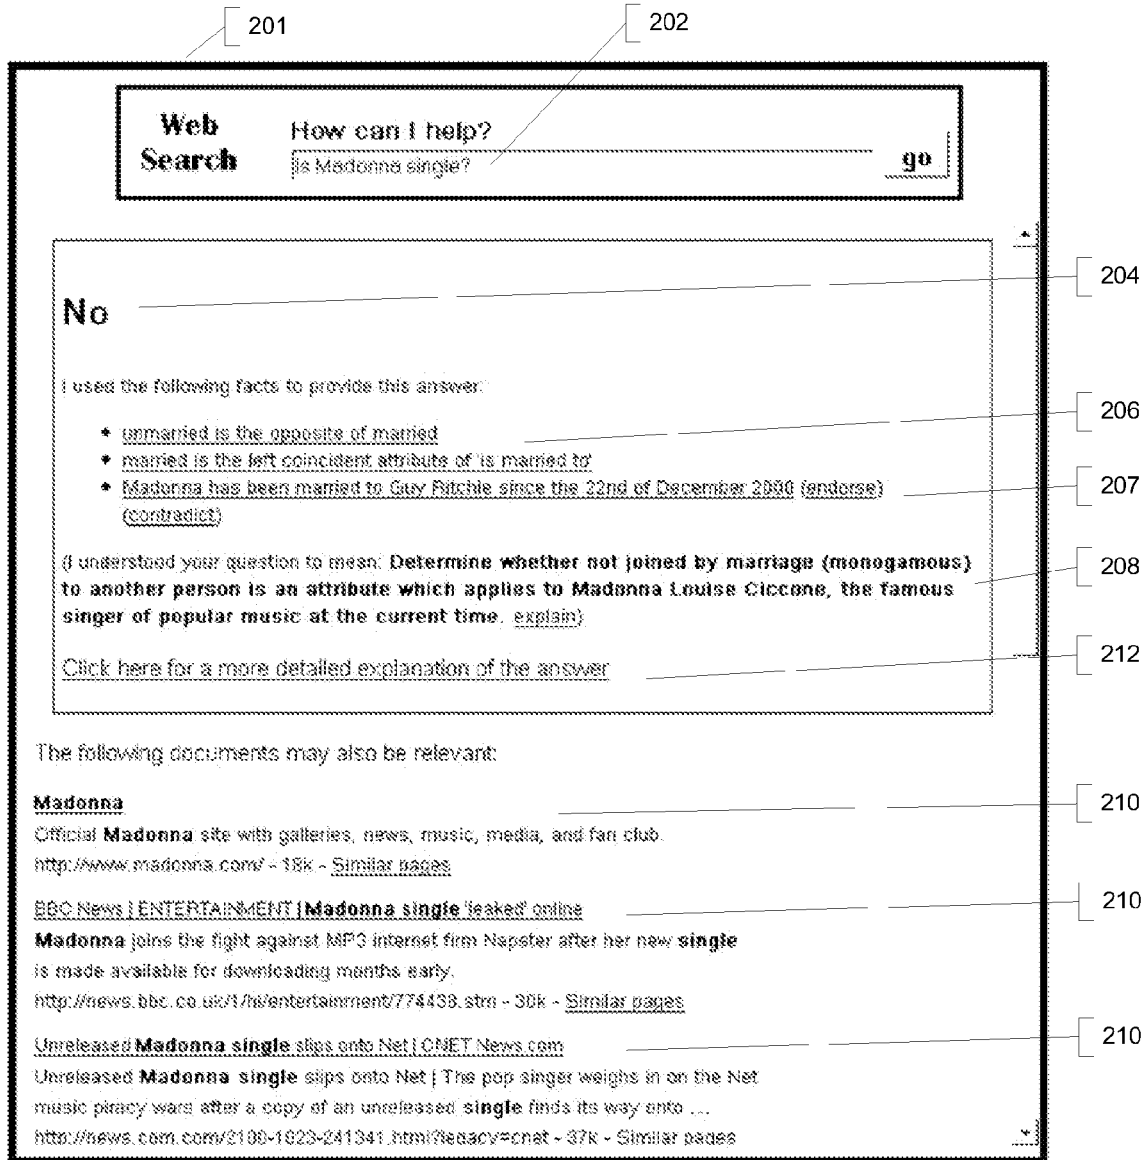 201
202
Web Search
How can I help?
Is Madonna single?
go
204
No
I used the following facts to provide this answer:
206
• unmarried is the opposite of married
• married is the left coincident attribute of 'is married to'
• Madonna has been married to Guy Ritchie since the 22nd of December 2000 (endorse)
207
(contradict)
(I understood your question to mean: Determine whether not joined by marriage (monogamous)
208
to another person is an attribute which applies to Madonna Louise Ciccone, the famous
singer of popular music at the current time. explain)
212
Click here for a more detailed explanation of the answer
The following documents may also be relevant:
Madonna
210
Official Madonna site with galleries, news, music, media, and fan club.
http://www.madonna.com/ - 18k - Similar pages
BBC News | ENTERTAINMENT | Madonna single 'leaked' online
210
Madonna joins the fight against MP3 internet firm Napster after her new single
is made available for downloading months early.
http://news.bbc.co.uk/1/hi/entertainment/774438.stm - 30k - Similar pages
Unreleased Madonna single slips onto Net | CNET News.com
210
Unreleased Madonna single slips onto Net | The pop singer weighs in on the Net
music piracy wars after a copy of an unreleased single finds its way onto ...
http://news.com.com/2100-1023-241341.html?legacy=cnet - 37k - Similar pages